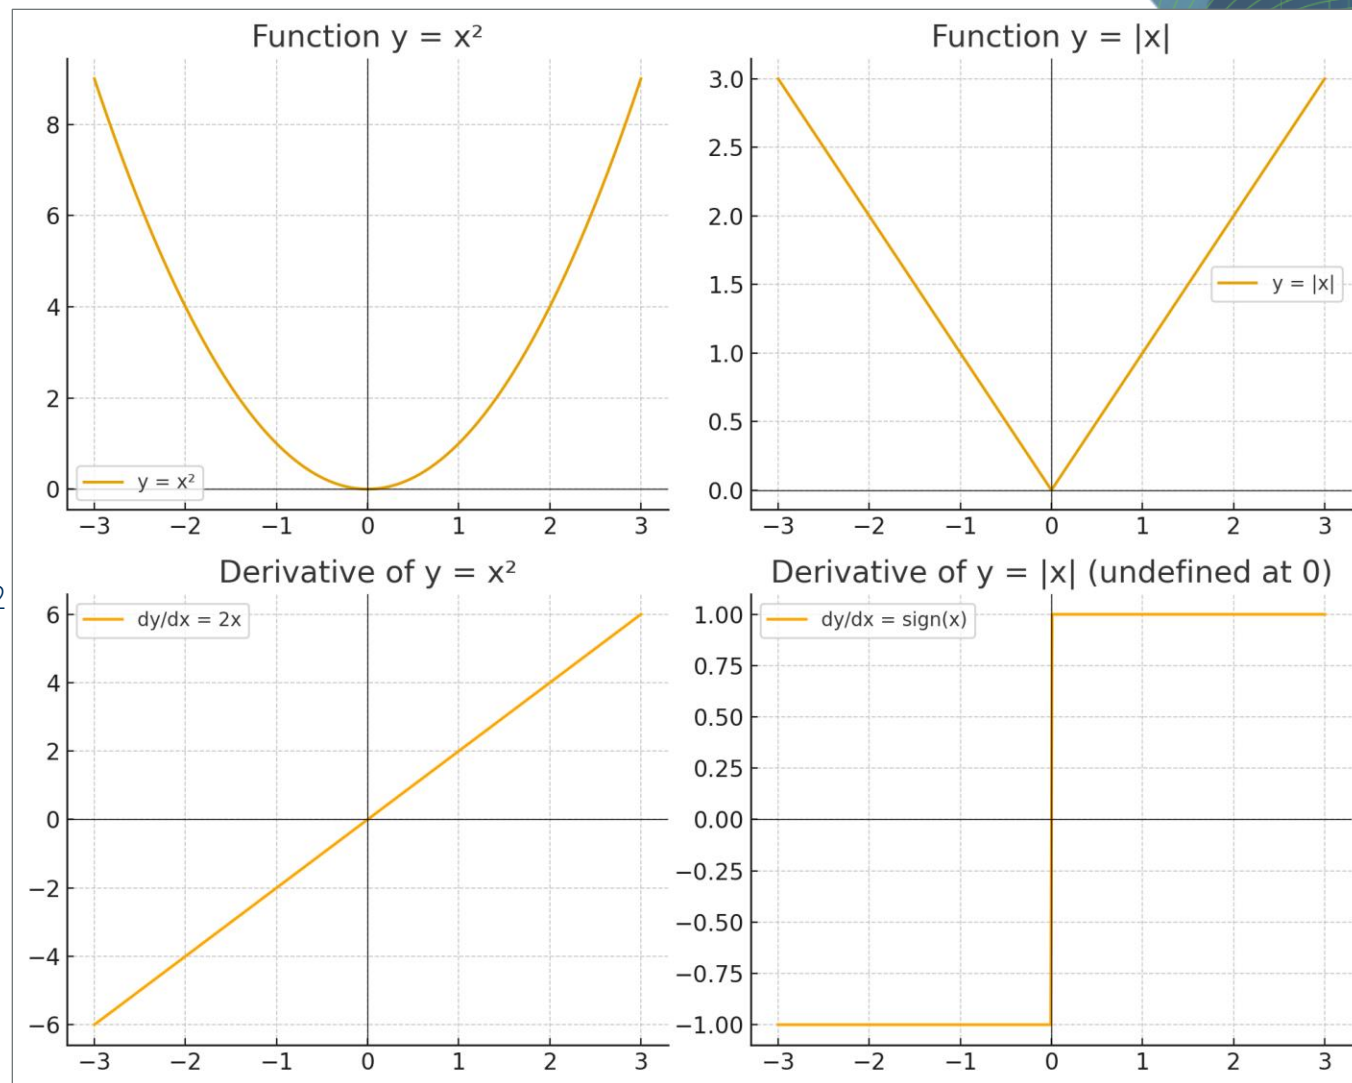 Function y = x²
8
6
4
2
0
y = x²
−3 −2 −1 0 1 2 3
Function y = |x|
3.0
2.5
2.0
1.5
1.0
0.5
0.0
y = |x|
−3 −2 −1 0 1 2 3
Derivative of y = x²
6
4
2
0
−2
−4
−6
dy/dx = 2x
−3 −2 −1 0 1 2 3
Derivative of y = |x| (undefined at 0)
1.00
0.75
0.50
0.25
0.00
−0.25
−0.50
−0.75
−1.00
dy/dx = sign(x)
−3 −2 −1 0 1 2 3